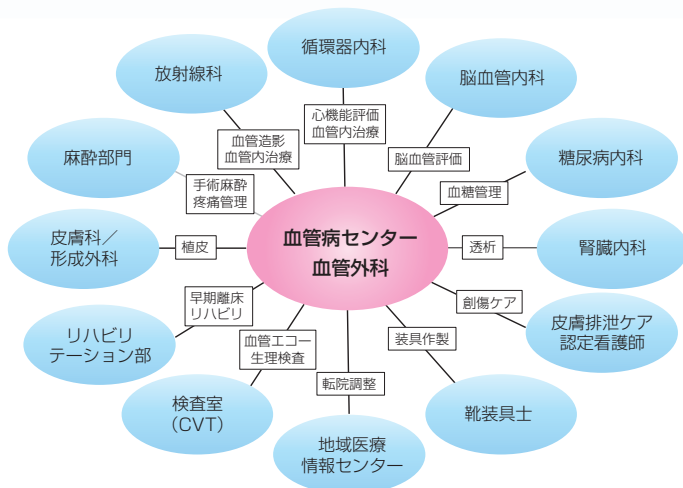 循環器内科
放射線科
脳血管内科
心機能評価
血管内治療
血管造影
血管内治療
脳血管評価
麻酔部門
糖尿病内科
手術麻酔
疼痛管理
血糖管理
血管病センター
血管外科
皮膚科／
形成外科
植皮
透析
腎臓内科
早期離床
リハビリ
創傷ケア
リハビリ
テーション部
皮膚排泄ケア
認定看護師
血管エコー
生理検査
装具作製
転院調整
検査室
（CVT）
靴装具士
地域医療
情報センター